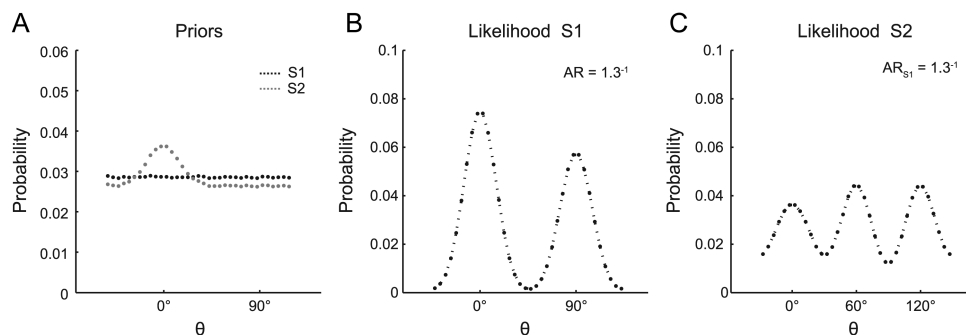 A
Priors
0.06
0.05
0.04
0.03
0.02
0.01
0
Probability
S1
S2
0°
90°
θ
B
Likelihood S1
0.1
0.08
0.06
0.04
0.02
0
Probability
AR = 1.3⁻¹
0°
90°
θ
C
Likelihood S2
0.1
0.08
0.06
0.04
0.02
0
Probability
ARS1 = 1.3⁻¹
0°
60°
120°
θ